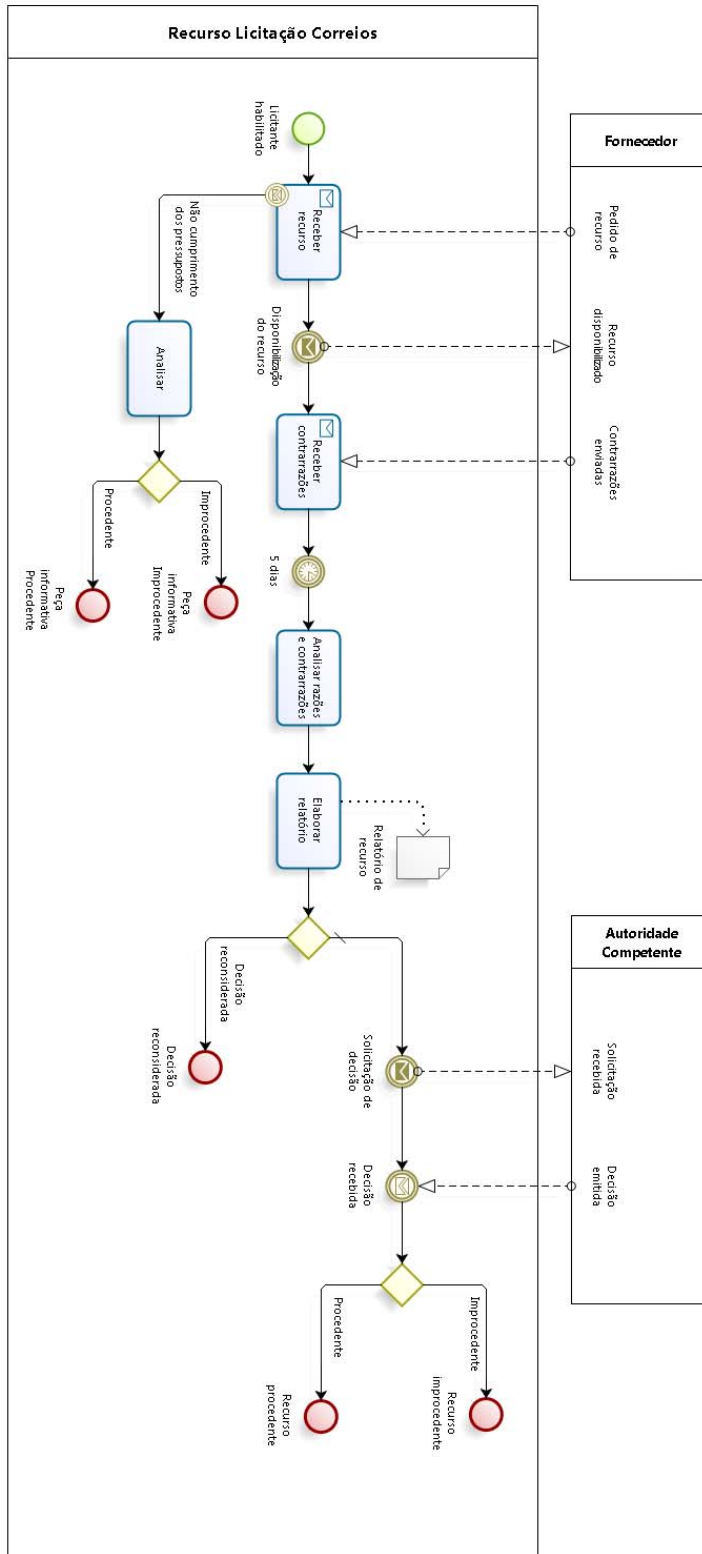 Recurso Licitação Correios
Fornecedor
Pedido de
recurso
Recurso
disponibilizado
Contrarrazões
enviadas
Autoridade
Competente
Solicitação
recebida
Decisão
emitida
Licitante
habilitado
Receber
recurso
Disponibilização
do recurso
Receber
contrarrazões
5 dias
Analisar razões
e contrarrazões
Elaborar
relatório
Relatório de
recurso
Não cumprimento
dos pressupostos
Analisar
Improcedente
Procedente
Peça
informativa
Improcedente
Peça
informativa
Procedente
Decisão
reconsiderada
Decisão
reconsiderada
Solicitação de
decisão
Decisão
recebida
Improcedente
Procedente
Recurso
improcedente
Recurso
procedente